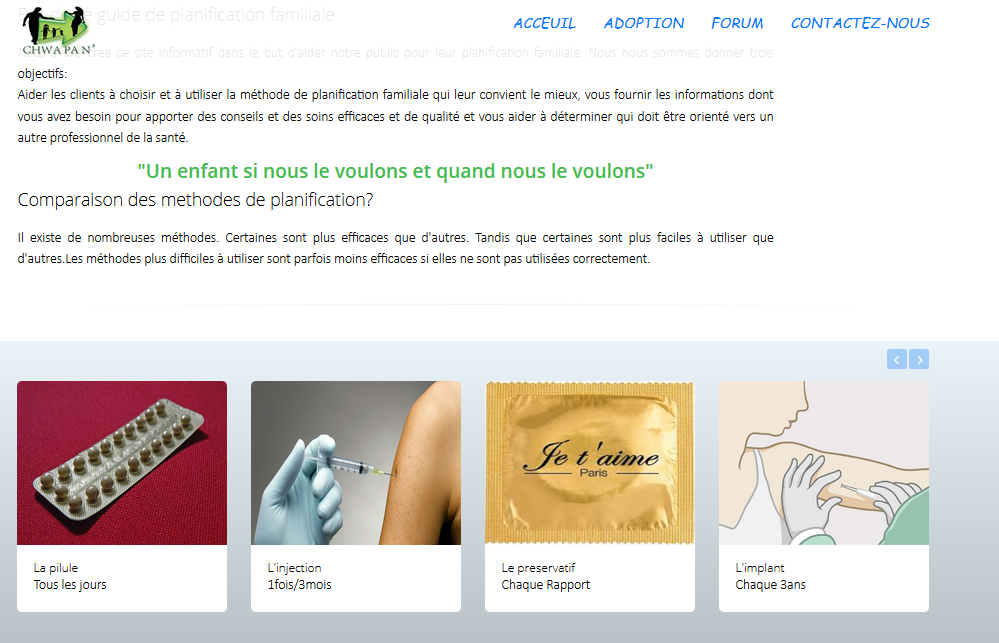 guide de planification familiale
ACCEUIL ADOPTION FORUM CONTACTEZ-NOUS
CHWA PA N'
ce site informatif dans le but d'aider notre public pour leur planification familiale. Nous nous sommes donner trois
objectifs:
Aider les clients à choisir et à utiliser la méthode de planification familiale qui leur convient le mieux, vous fournir les informations dont
vous avez besoin pour apporter des conseils et des soins efficaces et de qualité et vous aider à déterminer qui doit être orienté vers un
autre professionnel de la santé.
"Un enfant si nous le voulons et quand nous le voulons"
Comparaison des methodes de planification?
Il existe de nombreuses méthodes. Certaines sont plus efficaces que d'autres. Tandis que certaines sont plus faciles à utiliser que
d'autres.Les méthodes plus difficiles à utiliser sont parfois moins efficaces si elles ne sont pas utilisées correctement.
Je t'aime
Paris
La pilule
Tous les jours
L'injection
1fois/3mois
Le preservatif
Chaque Rapport
L'implant
Chaque 3ans